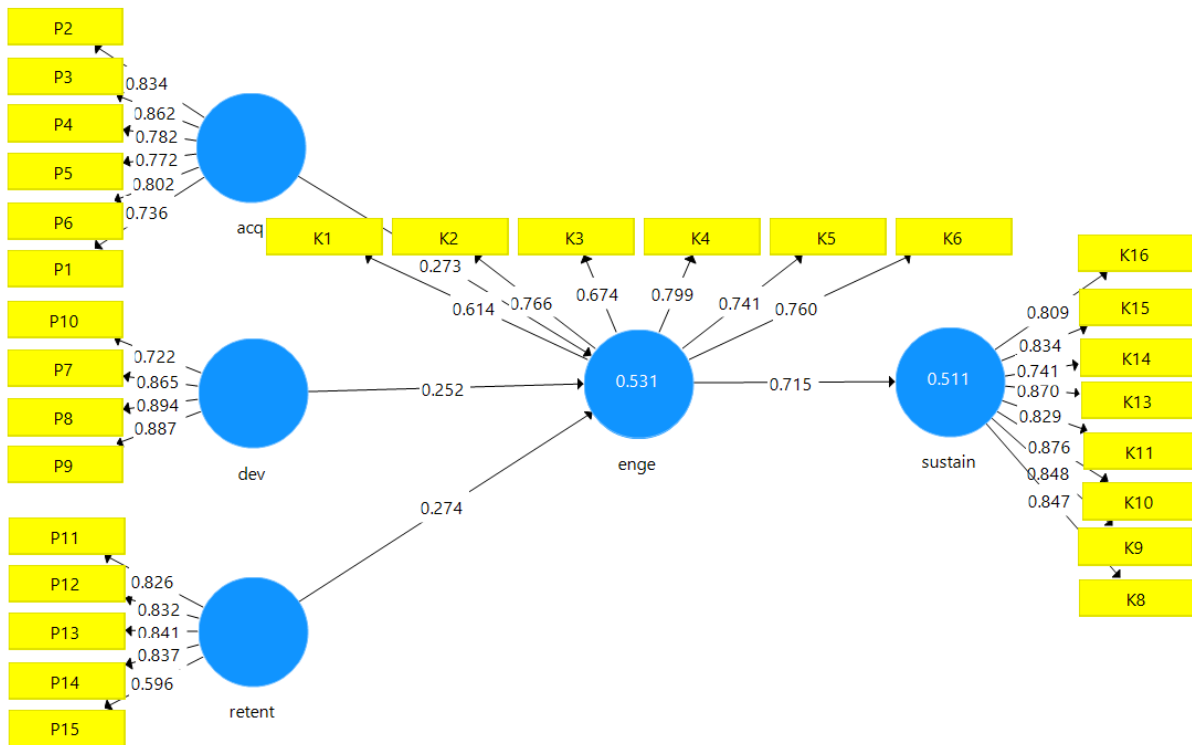 P2
P3
P4
P5
P6
P1
0.834
0.862
0.782
0.772
0.802
0.736
acq
P10
P7
P8
P9
0.722
0.865
0.894
0.887
dev
P11
P12
P13
P14
P15
0.826
0.832
0.841
0.837
0.596
retent
0.273
0.252
0.274
K1
K2
K3
K4
K5
K6
0.614
0.766
0.674
0.799
0.741
0.760
0.531
enge
0.715
0.511
sustain
0.809
0.834
0.741
0.870
0.829
0.876
0.848
0.847
K16
K15
K14
K13
K11
K10
K9
K8